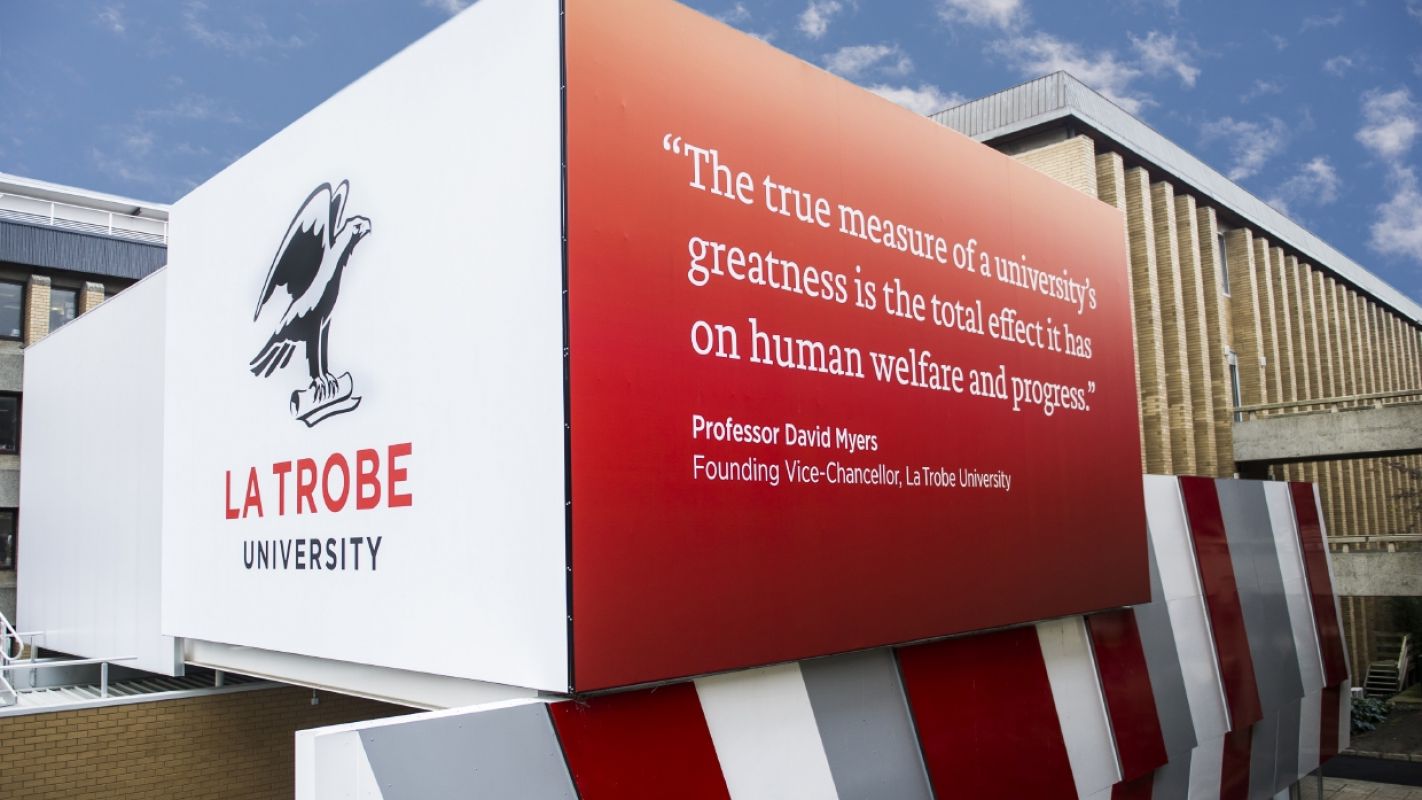 LA TROBE
UNIVERSITY
“The true measure of a university’s
greatness is the total effect it has
on human welfare and progress.”
Professor David Myers
Founding Vice-Chancellor, La Trobe University